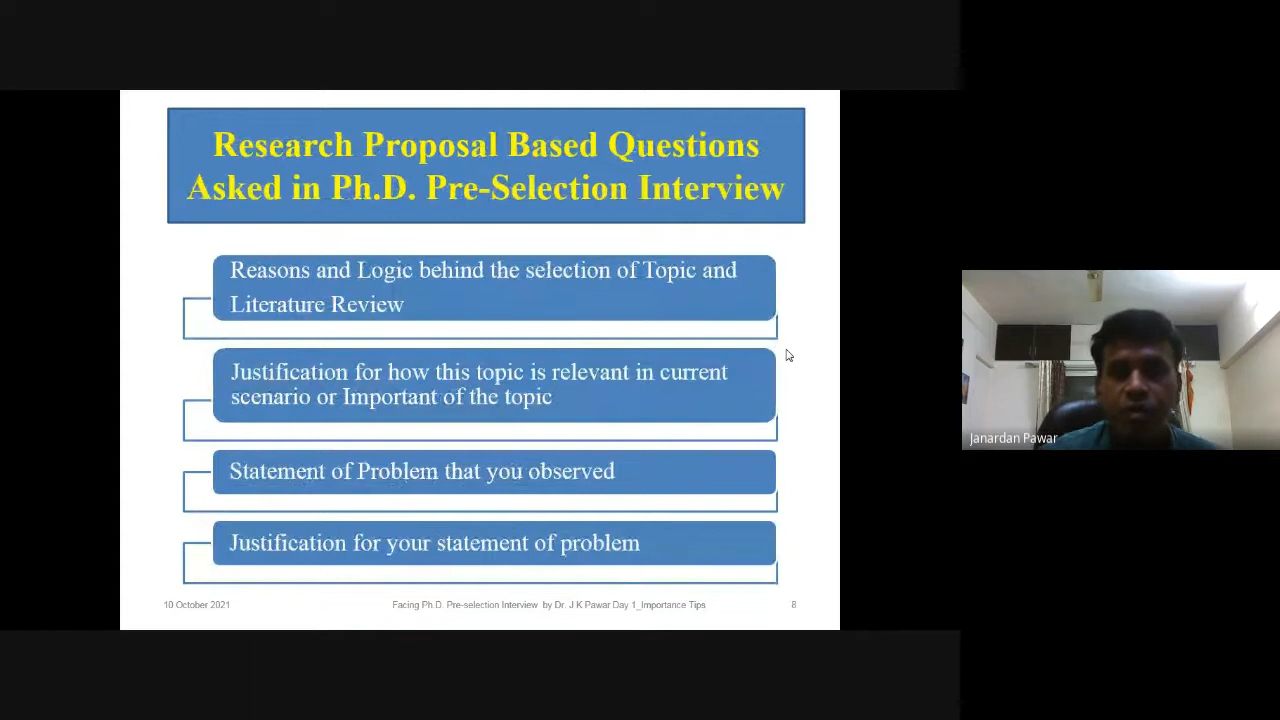 Research Proposal Based Questions
Asked in Ph.D. Pre-Selection Interview
Reasons and Logic behind the selection of Topic and
Literature Review
Justification for how this topic is relevant in current
scenario or Important of the topic
Statement of Problem that you observed
Justification for your statement of problem
10 October 2021
Facing Ph.D. Pre-selection Interview by Dr. J K Pawar Day 1_Importance Tips
8
Janardan Pawar